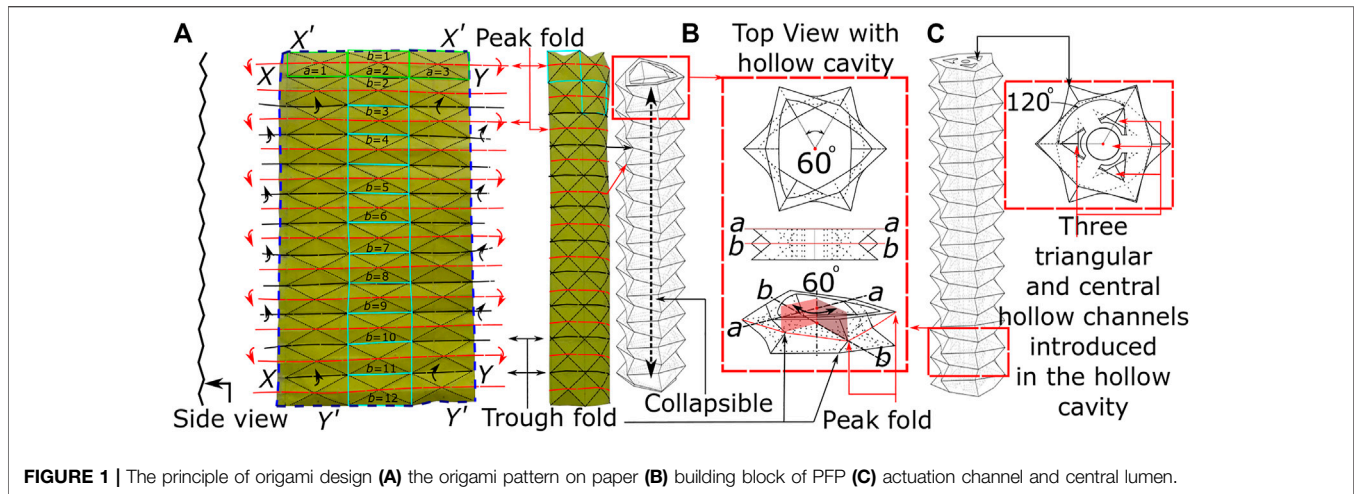 A
X'
X'
b=1
a=1
a=2
a=3
X
Y
b=2
b=3
b=4
b=5
b=6
b=7
b=8
b=9
b=10
X
b=11
Y
b=12
Y'
Y'
Side view
Peak fold
Trough fold
Collapsible
B
Top View with
hollow cavity
60°
a
a
b
b
60°
b
a
a
b
Peak fold
C
120°
Three
triangular
and central
hollow channels
introduced
in the hollow
cavity
FIGURE 1 | The principle of origami design (A) the origami pattern on paper (B) building block of PFP (C) actuation channel and central lumen.